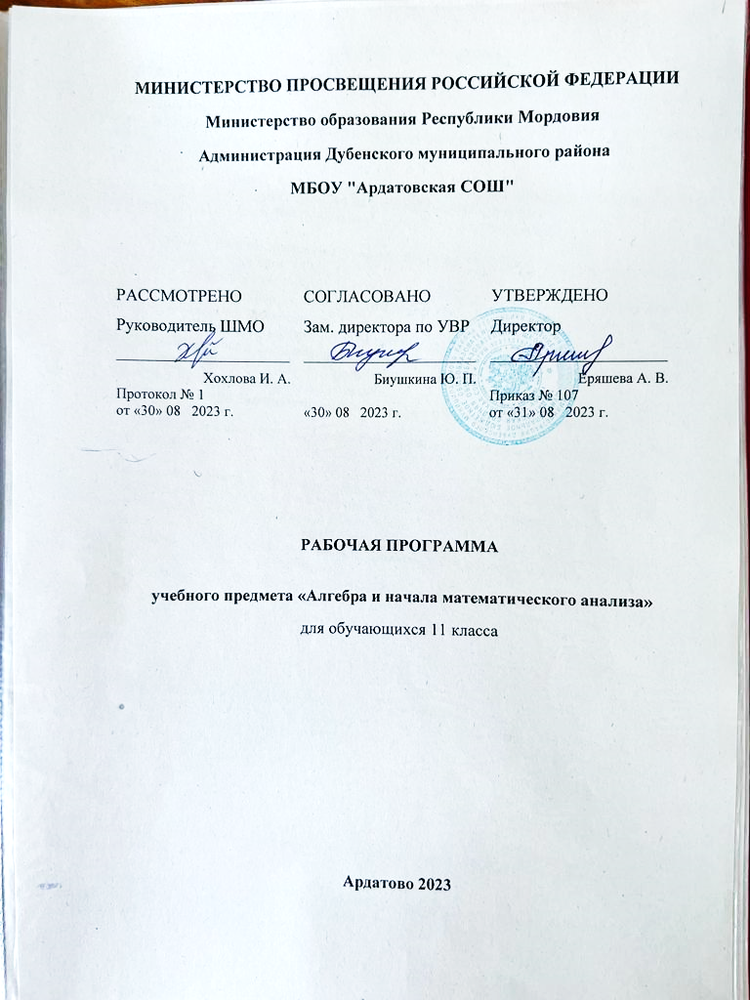 МИНИСТЕРСТВО ПРОСВЕЩЕНИЯ РОССИЙСКОЙ ФЕДЕРАЦИИ
Министерство образования Республики Мордовия
Администрация Дубенского муниципального района
МБОУ "Ардатовская СОШ"
РАССМОТРЕНО СОГЛАСОВАНО УТВЕРЖДЕНО
Руководитель ШМО Зам. директора по УВР Директор
Хохлова И. А. Биушкина Ю. П. Еряшева А. В.
Протокол № 1 Приказ № 107
от «30» 08 2023 г. «30» 08 2023 г. от «31» 08 2023 г.
РАБОЧАЯ ПРОГРАММА
учебного предмета «Алгебра и начала математического анализа»
для обучающихся 11 класса
Ардатово 2023